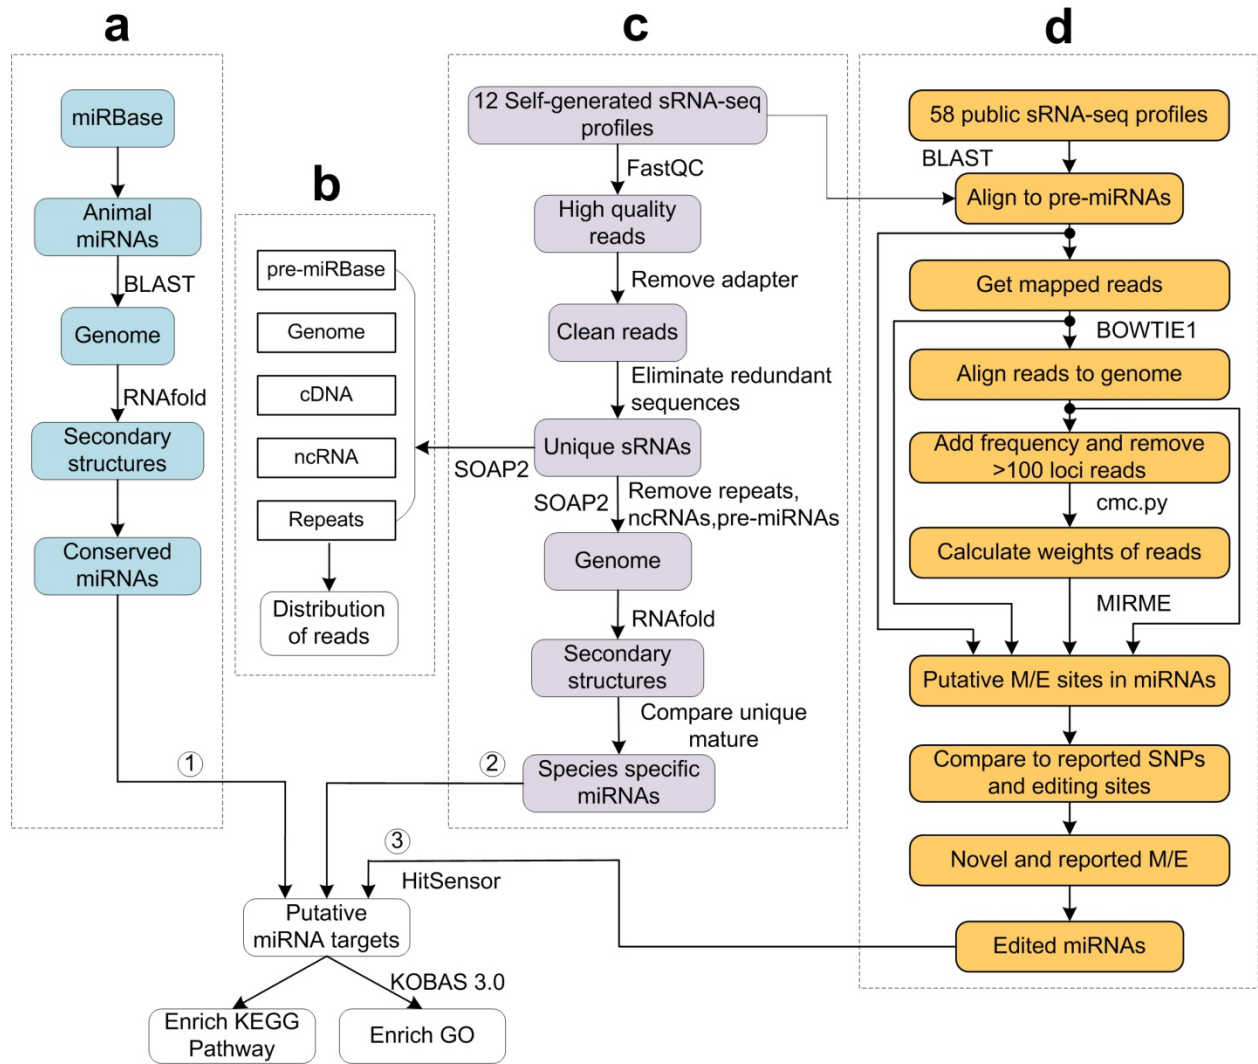 a
miRBase
Animal
miRNAs
BLAST
Genome
RNAfold
Secondary
structures
Conserved
miRNAs
①
b
pre-miRBase
Genome
cDNA
ncRNA
Repeats
Distribution
of reads
c
12 Self-generated sRNA-seq
profiles
FastQC
High quality
reads
Remove adapter
Clean reads
Eliminate redundant
sequences
Unique sRNAs
SOAP2
SOAP2
Remove repeats,
ncRNAs,pre-miRNAs
Genome
RNAfold
Secondary
structures
Compare unique
mature
Species specific
miRNAs
②
d
58 public sRNA-seq profiles
BLAST
Align to pre-miRNAs
Get mapped reads
BOWTIE1
Align reads to genome
Add frequency and remove
>100 loci reads
cmc.py
Calculate weights of reads
MIRME
Putative M/E sites in miRNAs
Compare to reported SNPs
and editing sites
Novel and reported M/E
Edited miRNAs
③
HitSensor
Putative
miRNA targets
KOBAS 3.0
Enrich KEGG
Pathway
Enrich GO